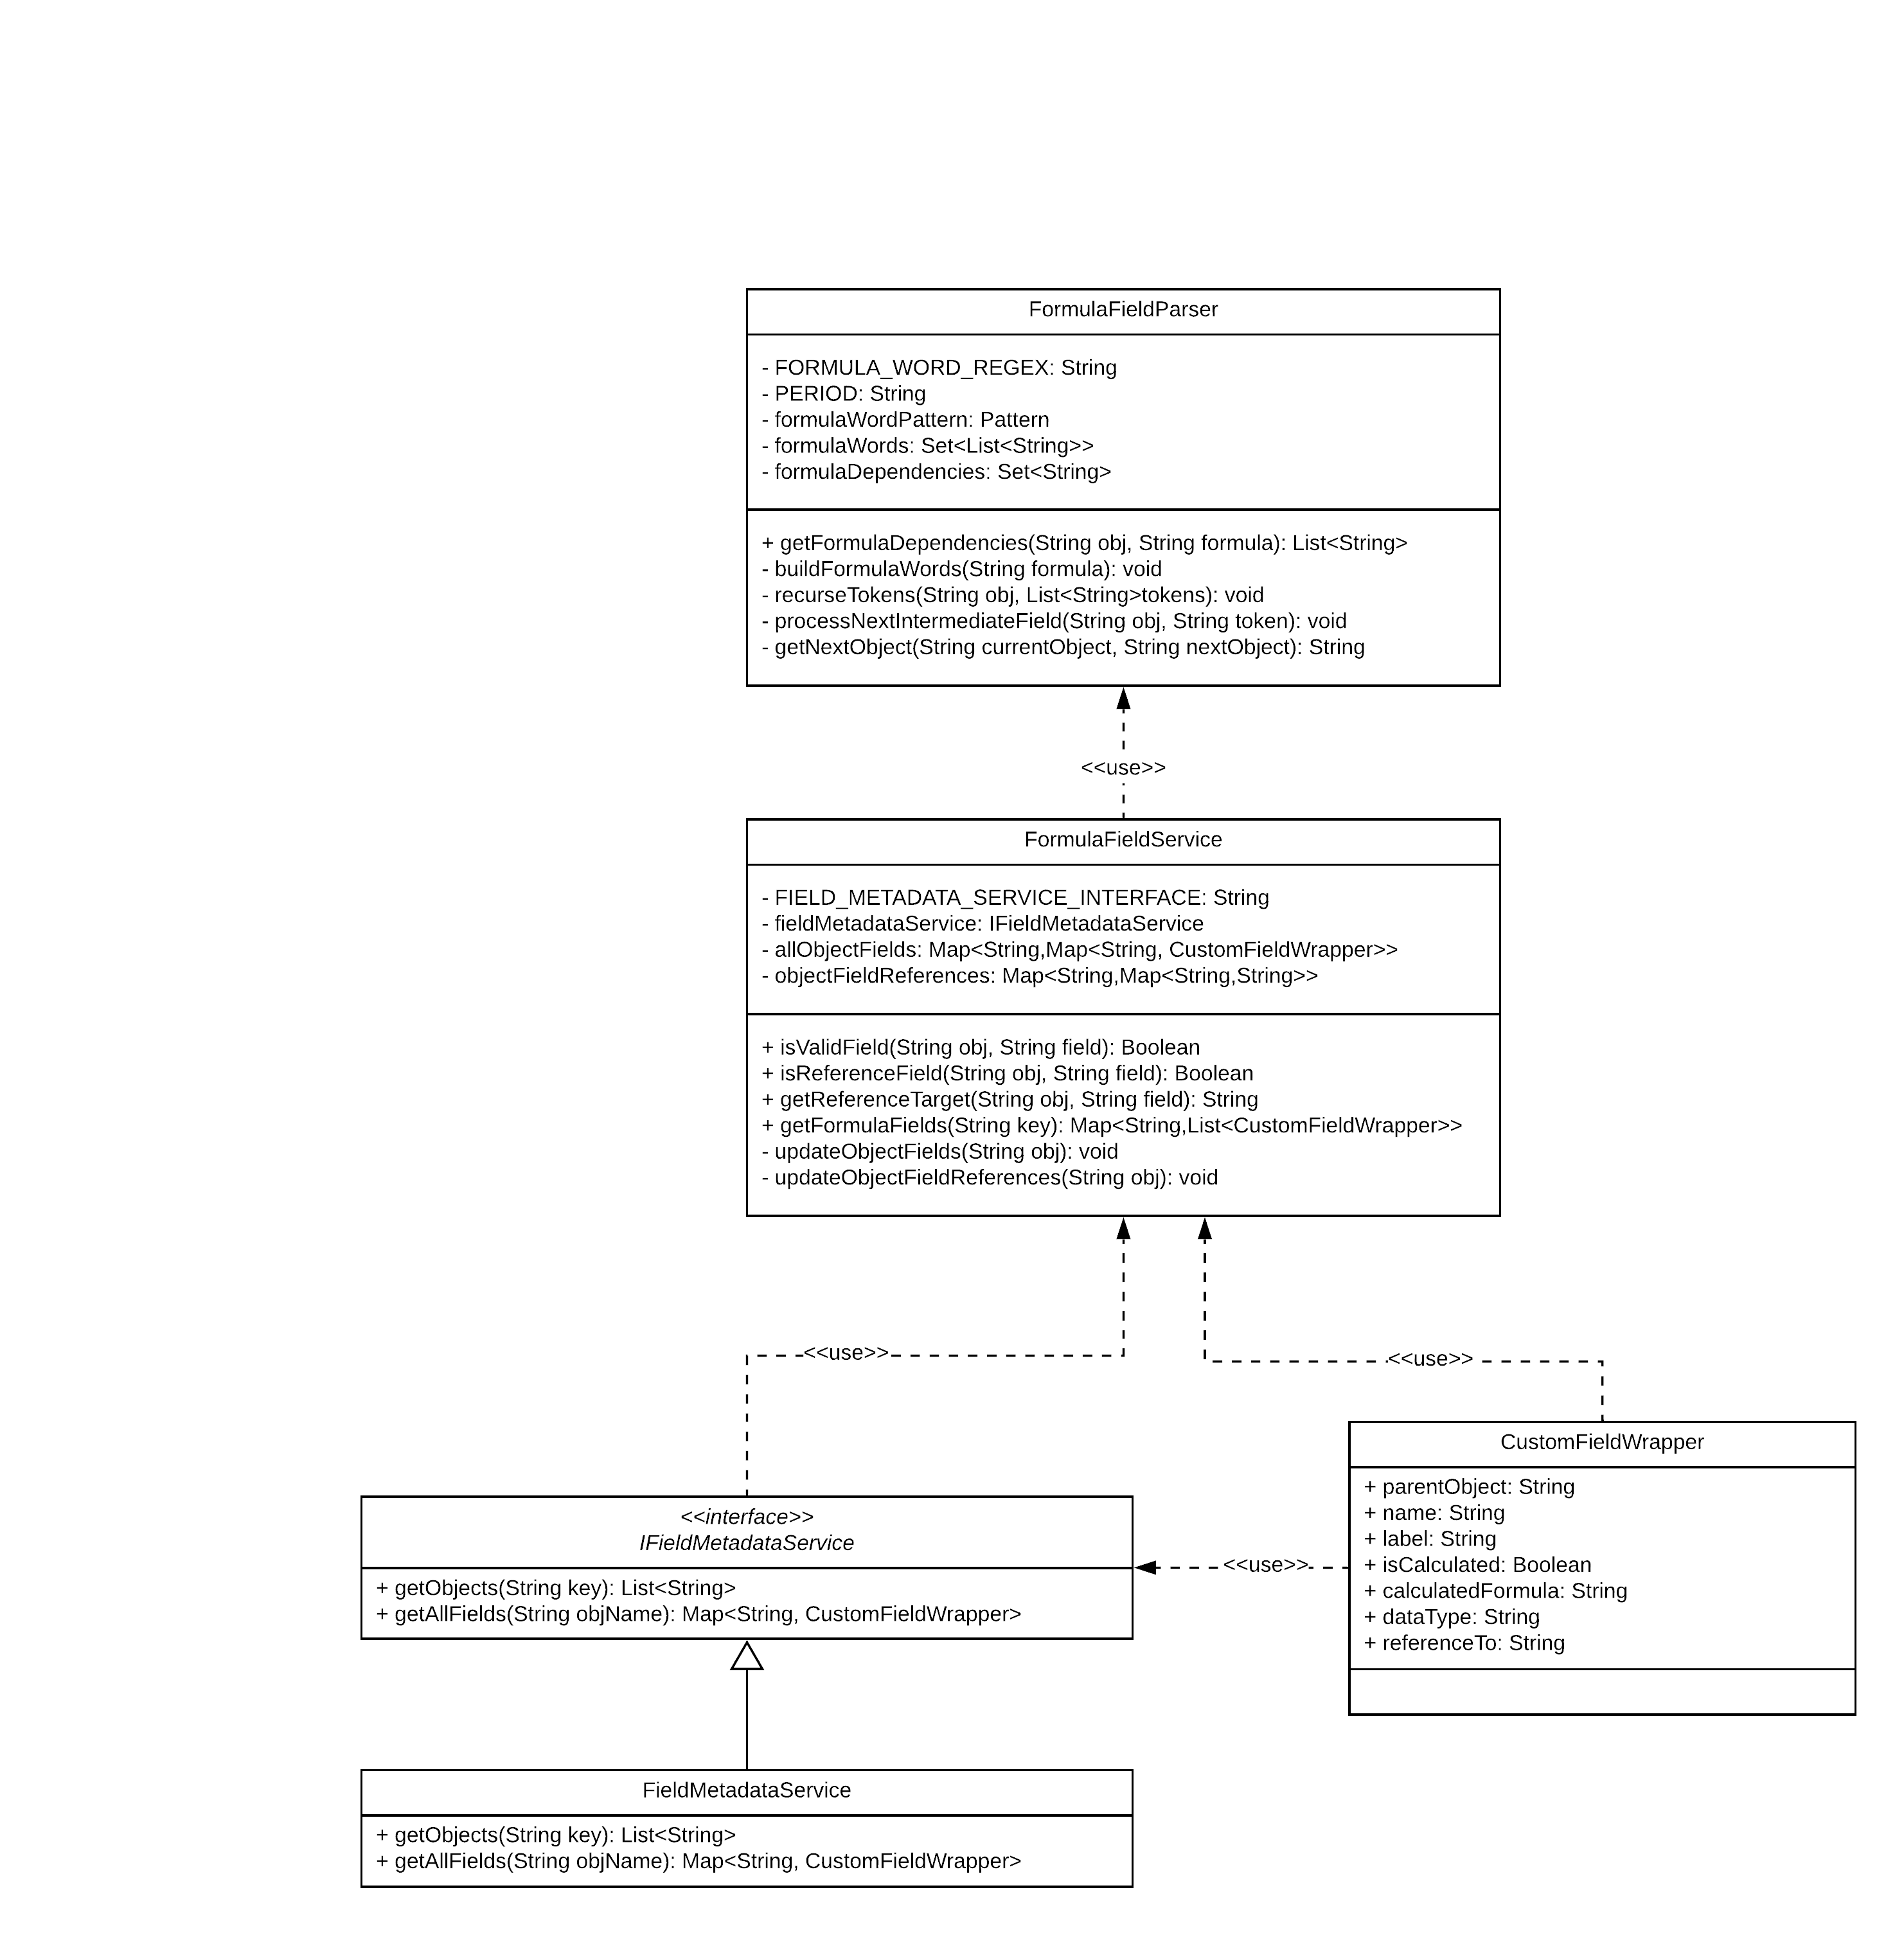 FormulaFieldParser
- FORMULA_WORD_REGEX: String
- PERIOD: String
- formulaWordPattern: Pattern
- formulaWords: Set<List<String>>
- formulaDependencies: Set<String>
+ getFormulaDependencies(String obj, String formula): List<String>
- buildFormulaWords(String formula): void
- recurseTokens(String obj, List<String>tokens): void
- processNextIntermediateField(String obj, String token): void
- getNextObject(String currentObject, String nextObject): String
<<use>>
FormulaFieldService
- FIELD_METADATA_SERVICE_INTERFACE: String
- fieldMetadataService: IFieldMetadataService
- allObjectFields: Map<String,Map<String, CustomFieldWrapper>>
- objectFieldReferences: Map<String,Map<String,String>>
+ isValidField(String obj, String field): Boolean
+ isReferenceField(String obj, String field): Boolean
+ getReferenceTarget(String obj, String field): String
+ getFormulaFields(String key): Map<String,List<CustomFieldWrapper>>
- updateObjectFields(String obj): void
- updateObjectFieldReferences(String obj): void
<<use>>
<<use>>
CustomFieldWrapper
+ parentObject: String
+ name: String
+ label: String
+ isCalculated: Boolean
+ calculatedFormula: String
+ dataType: String
+ referenceTo: String
<<interface>>
IFieldMetadataService
+ getObjects(String key): List<String>
+ getAllFields(String objName): Map<String, CustomFieldWrapper>
<<use>>
FieldMetadataService
+ getObjects(String key): List<String>
+ getAllFields(String objName): Map<String, CustomFieldWrapper>